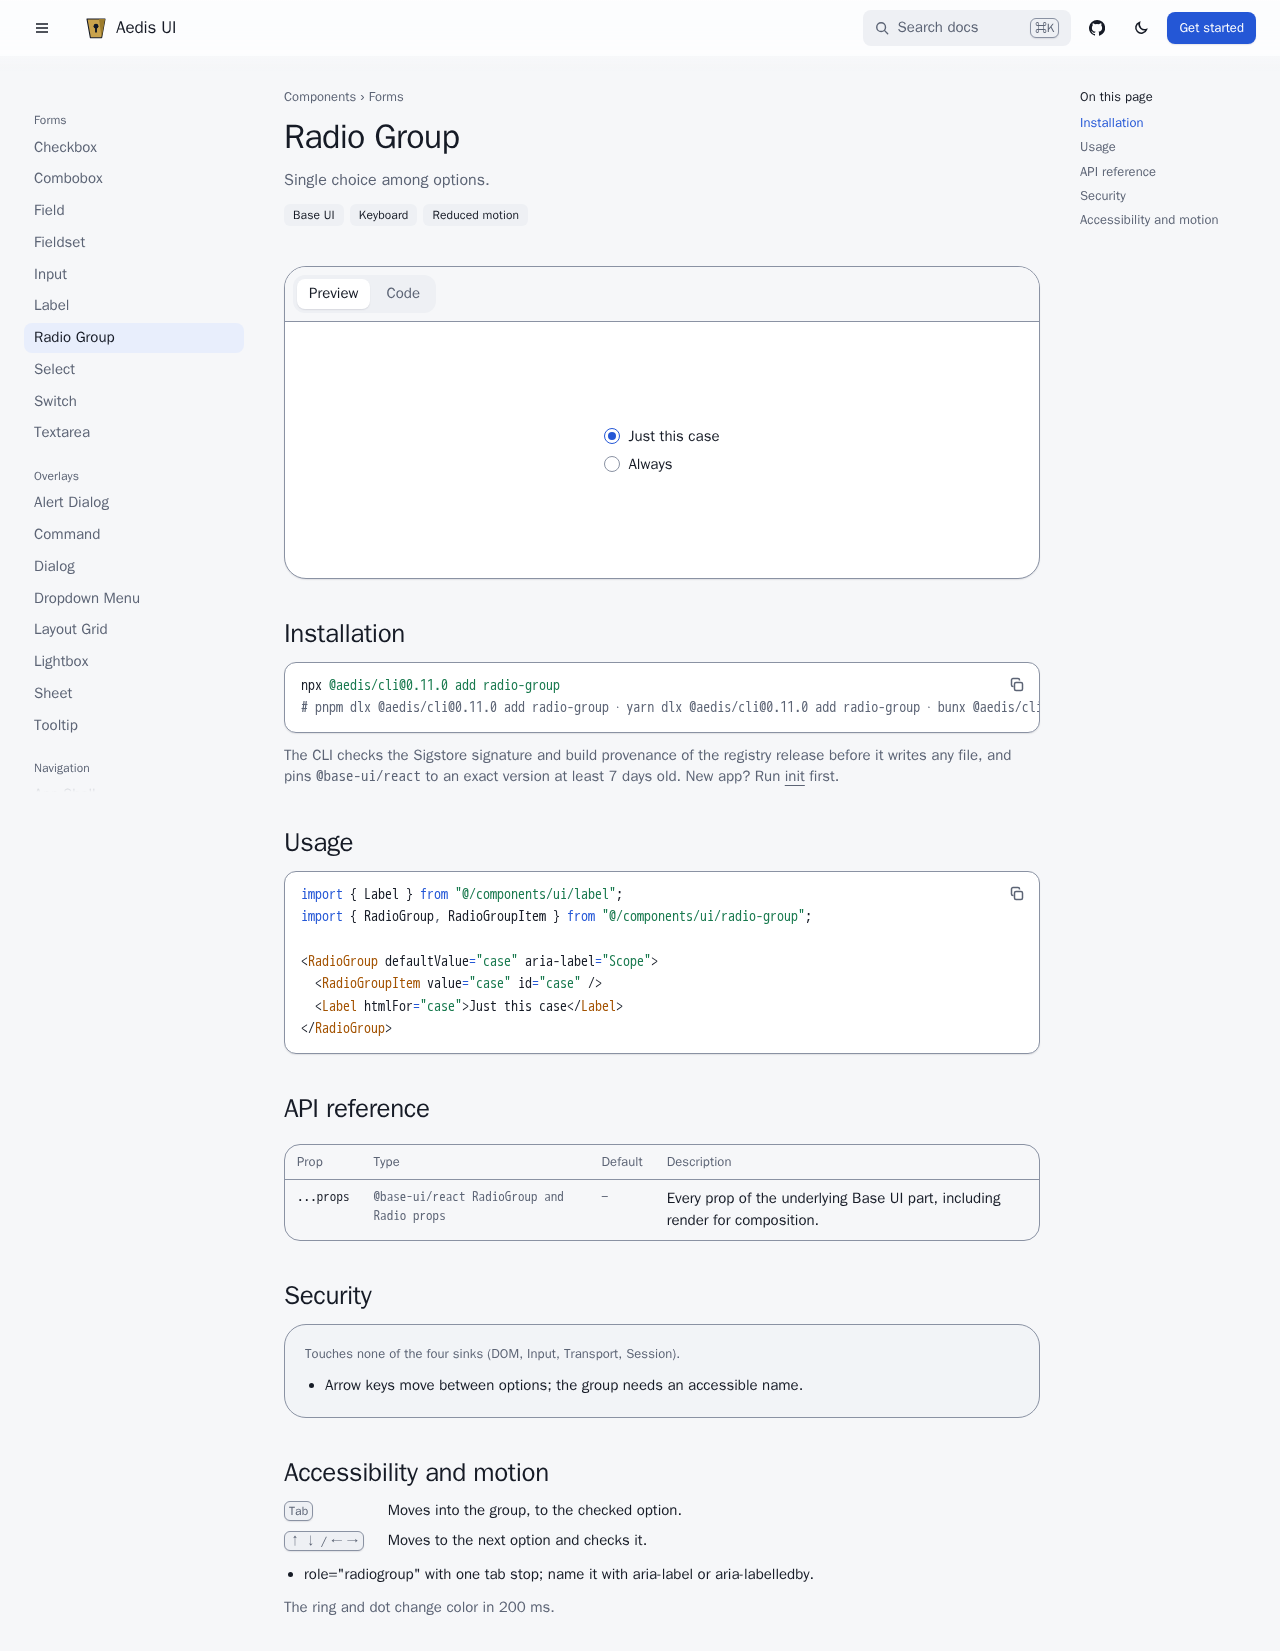 Aedis UI
Search docs
⌘K
Get started
Forms
Checkbox
Combobox
Field
Fieldset
Input
Label
Radio Group
Select
Switch
Textarea
Overlays
Alert Dialog
Command
Dialog
Dropdown Menu
Layout Grid
Lightbox
Sheet
Tooltip
Navigation
Components › Forms
Radio Group
Single choice among options.
Base UI
Keyboard
Reduced motion
Preview
Code
Just this case
Always
Installation
npx @aedis/cli@0.11.0 add radio-group
# pnpm dlx @aedis/cli@0.11.0 add radio-group · yarn dlx @aedis/cli@0.11.0 add radio-group · bunx @aedis/cli
The CLI checks the Sigstore signature and build provenance of the registry release before it writes any file, and
pins @base-ui/react to an exact version at least 7 days old. New app? Run init first.
Usage
import { Label } from "@/components/ui/label";
import { RadioGroup, RadioGroupItem } from "@/components/ui/radio-group";
<RadioGroup defaultValue="case" aria-label="Scope">
<RadioGroupItem value="case" id="case" />
<Label htmlFor="case">Just this case</Label>
</RadioGroup>
API reference
Prop
Type
Default
Description
...props
@base-ui/react RadioGroup and
Radio props
—
Every prop of the underlying Base UI part, including
render for composition.
Security
Touches none of the four sinks (DOM, Input, Transport, Session).
• Arrow keys move between options; the group needs an accessible name.
Accessibility and motion
Tab
Moves into the group, to the checked option.
↑ ↓ / ← →
Moves to the next option and checks it.
• role="radiogroup" with one tab stop; name it with aria-label or aria-labelledby.
The ring and dot change color in 200 ms.
On this page
Installation
Usage
API reference
Security
Accessibility and motion